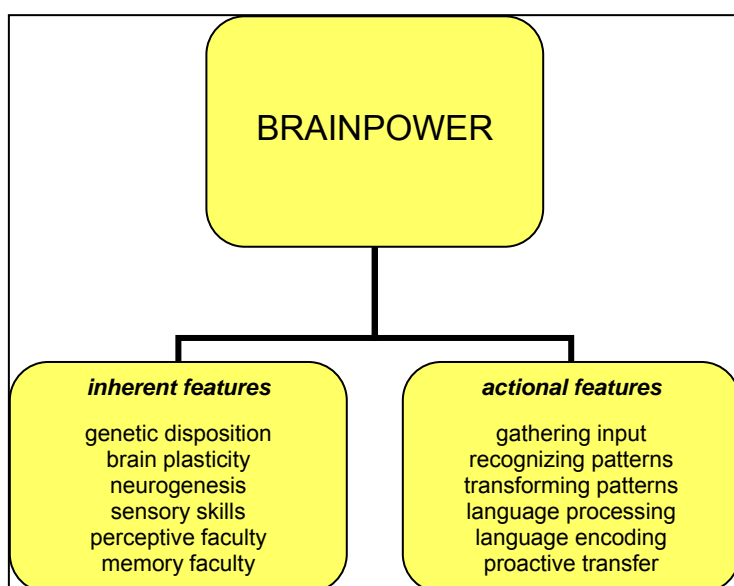 BRAINPOWER
inherent features
genetic disposition
brain plasticity
neurogenesis
sensory skills
perceptive faculty
memory faculty
actional features
gathering input
recognizing patterns
transforming patterns
language processing
language encoding
proactive transfer